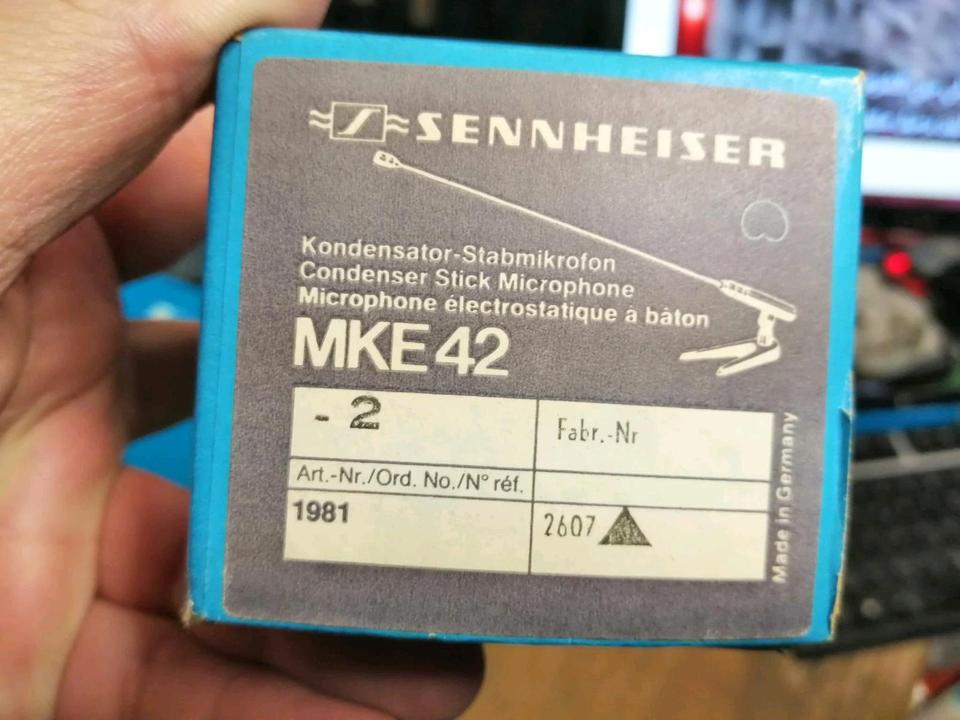 SENNHEISER
Kondensator-Stabmikrofon
Condenser Stick Microphone
Microphone électrostatique à bâton
MKE 42
- 2
Fabr.-Nr
Art.-Nr./Ord. No./N° réf.
1981
2607
Made in Germany